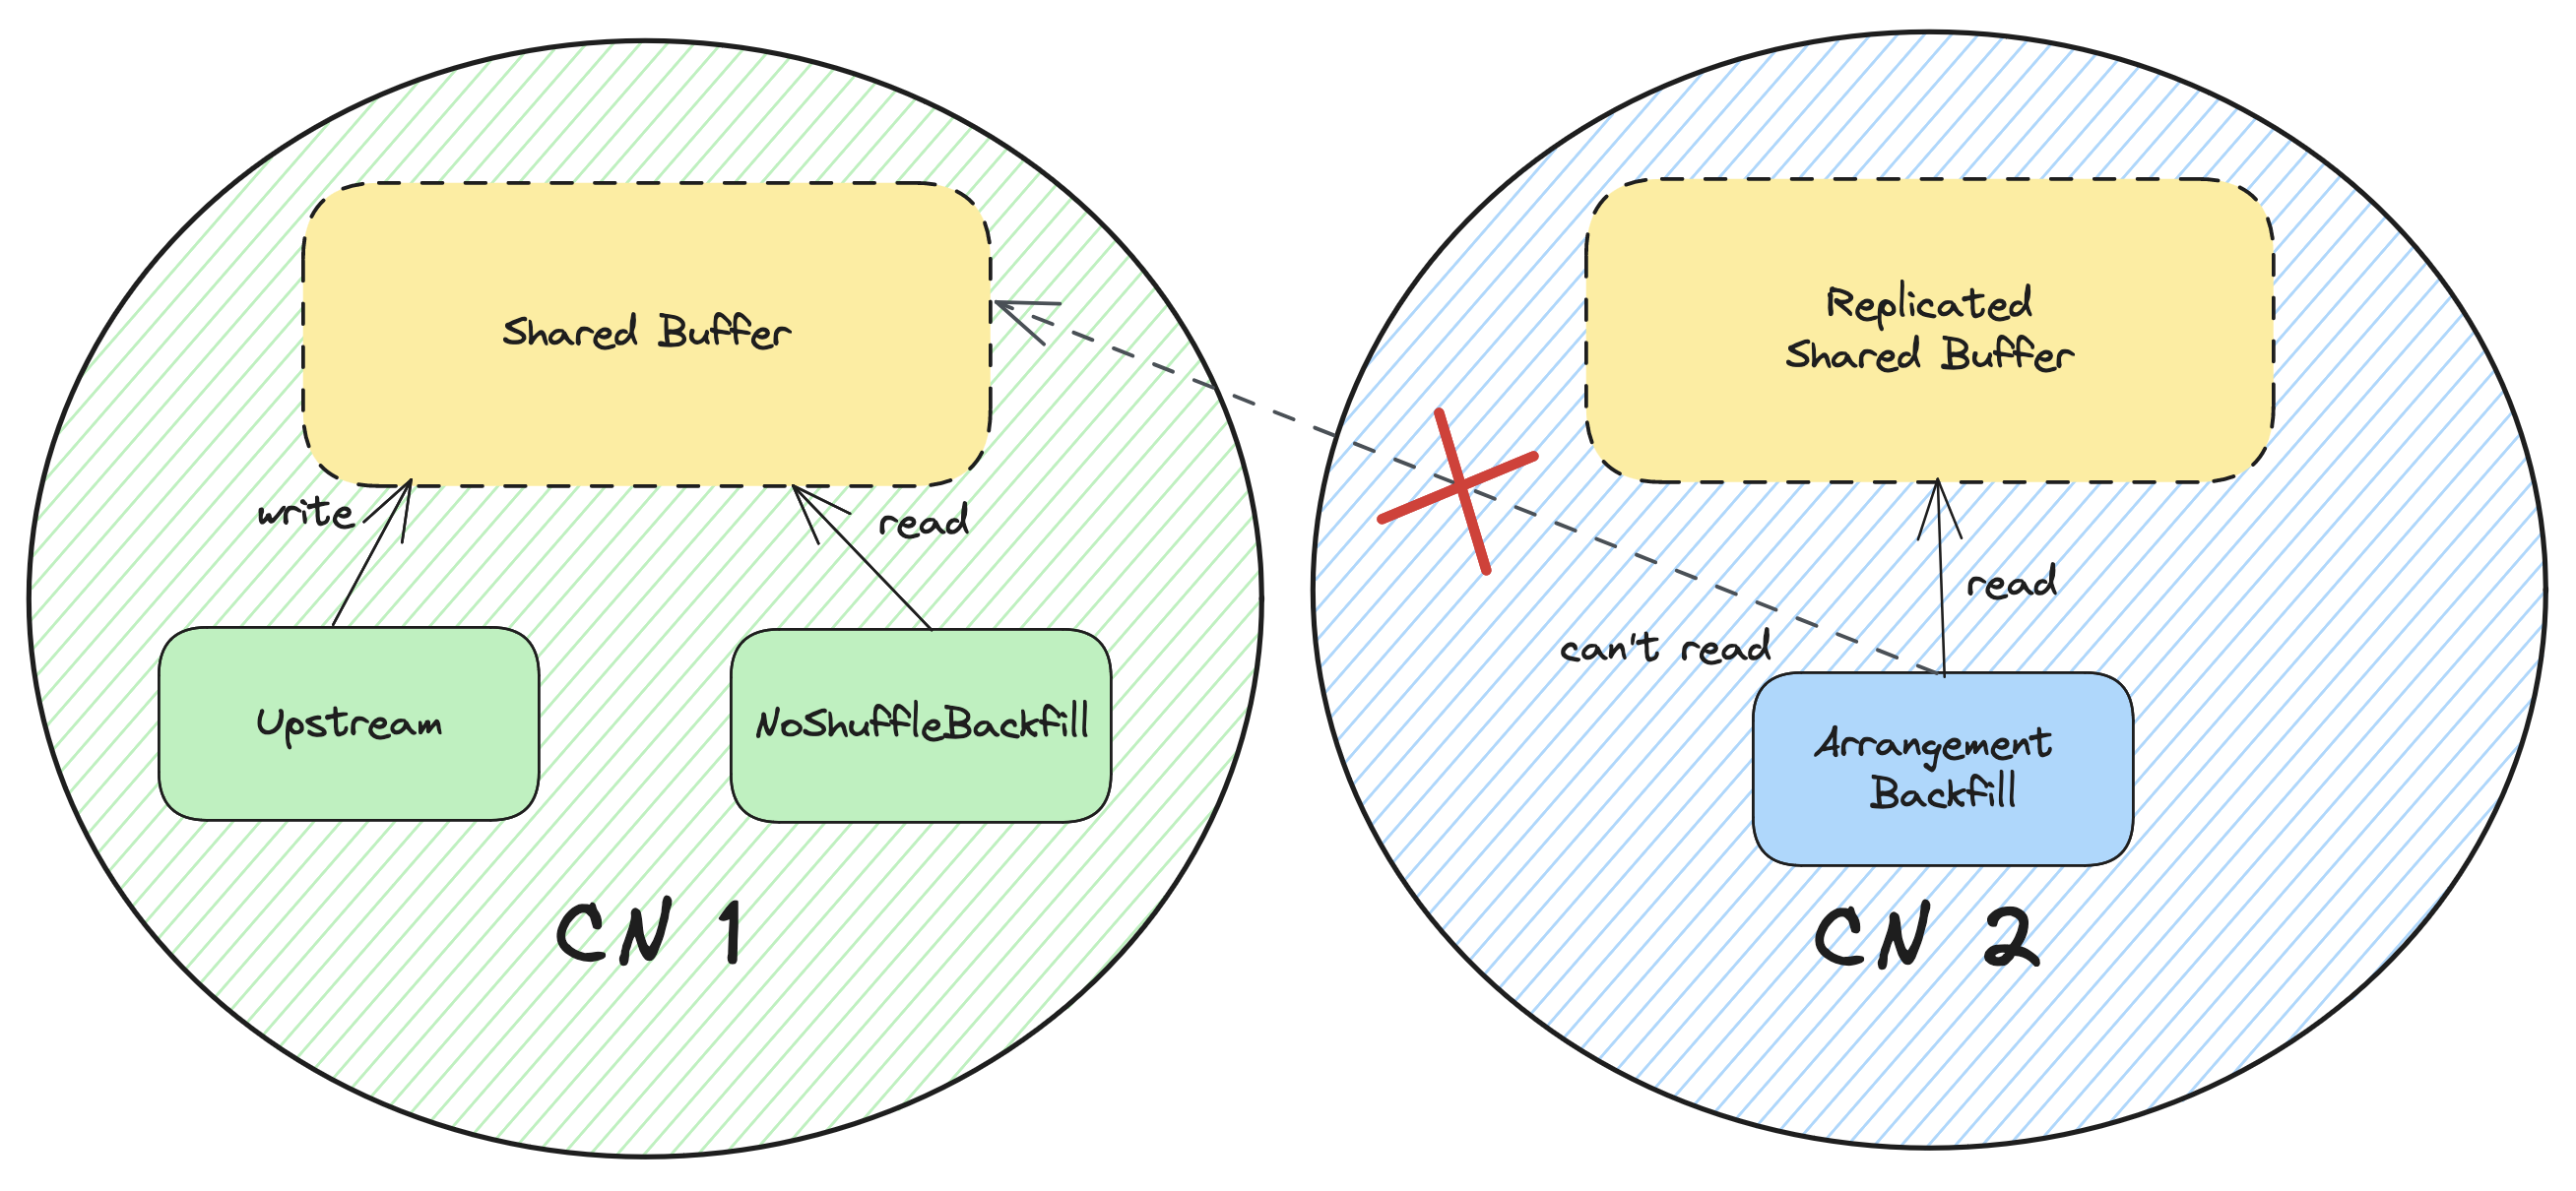 Shared Buffer
write
read
Upstream
NoShuffleBackfill
CN 1
Replicated
Shared Buffer
read
can't read
Arrangement
Backfill
CN 2